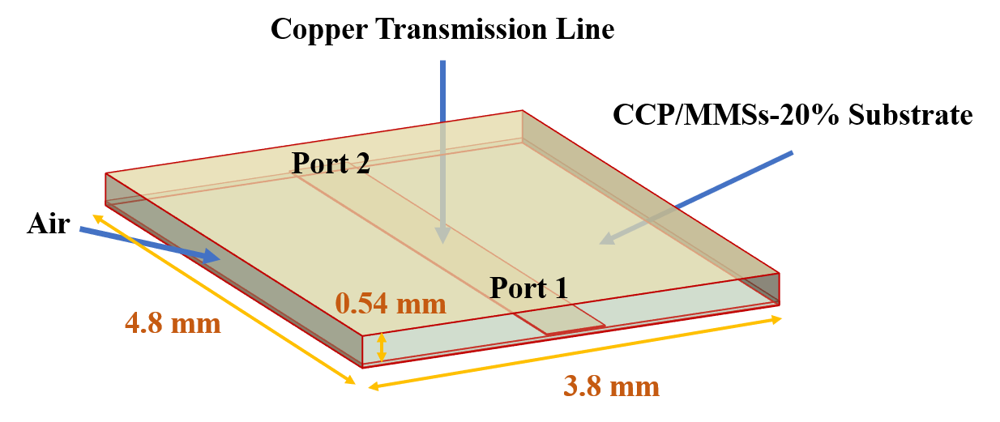 Copper Transmission Line
CCP/MMSs-20% Substrate
Port 2
Air
Port 1
0.54 mm
4.8 mm
3.8 mm